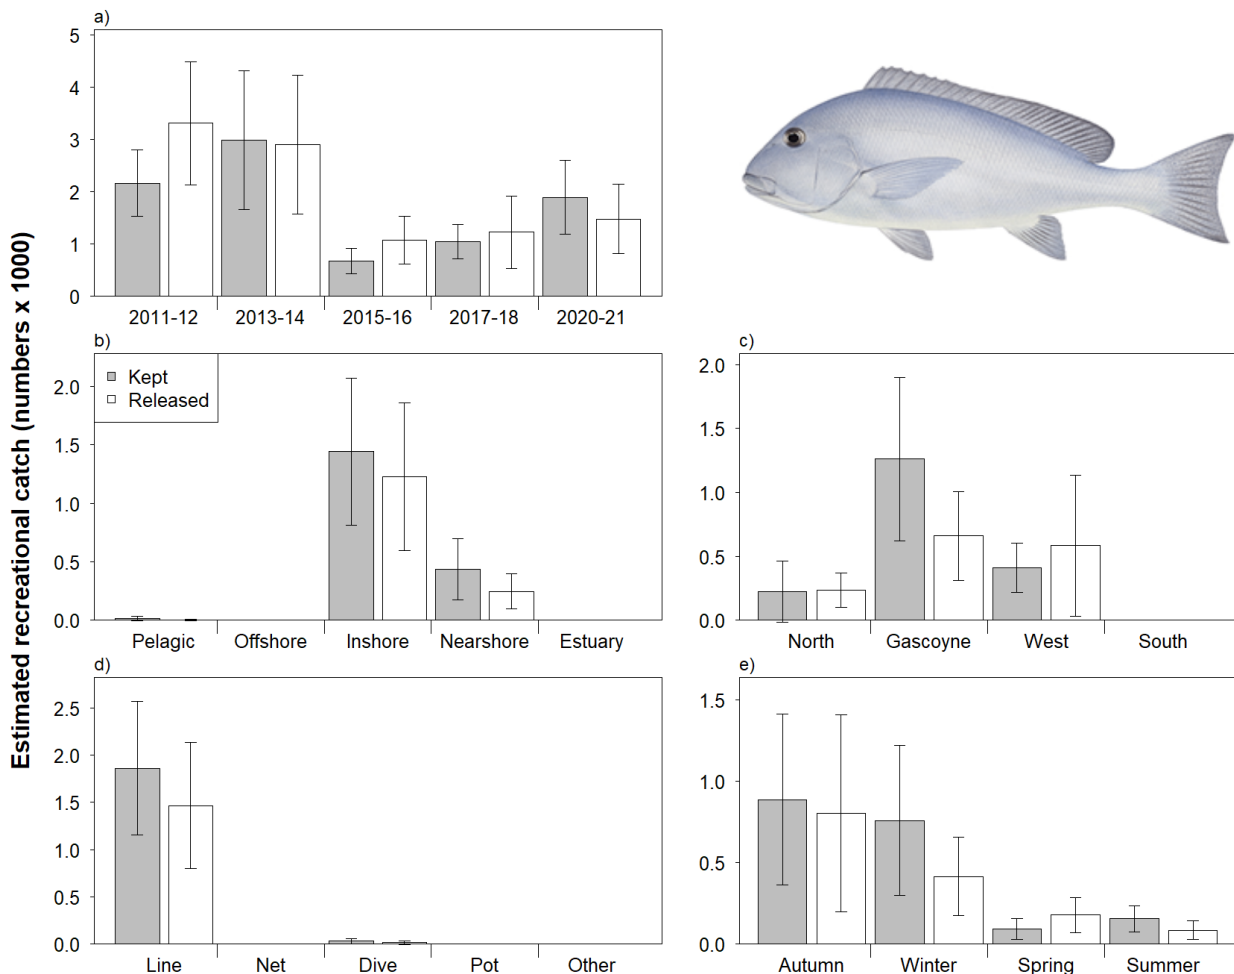 Estimated recreational catch (numbers x 1000)
a)
5
4
3
2
1
0
2011-12 2013-14 2015-16 2017-18 2020-21
b)
Kept
Released
2.0
1.5
1.0
0.5
0.0
Pelagic Offshore Inshore Nearshore Estuary
c)
2.0
1.5
1.0
0.5
0.0
North Gascoyne West South
d)
2.5
2.0
1.5
1.0
0.5
0.0
Line Net Dive Pot Other
e)
1.5
1.0
0.5
0.0
Autumn Winter Spring Summer